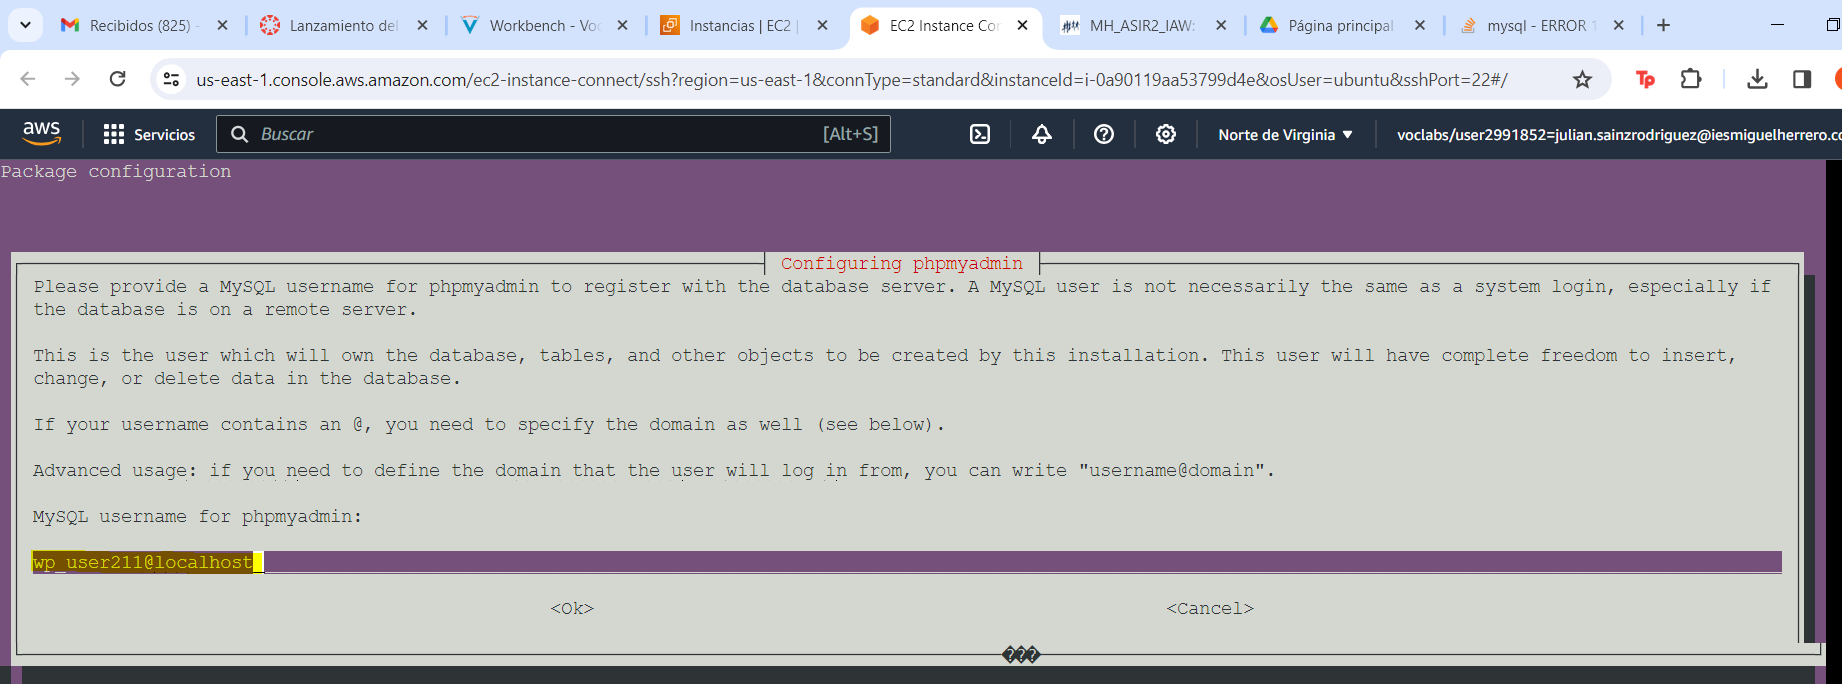 Recibidos (825) -
Lanzamiento del
Workbench - Voc
Instancias | EC2 |
EC2 Instance Con
MH_ASIR2_IAW:
Página principal
mysql - ERROR 1
us-east-1.console.aws.amazon.com/ec2-instance-connect/ssh?region=us-east-1&connType=standard&instanceId=i-0a90119aa53799d4e&osUser=ubuntu&sshPort=22#/
Tp
aws
Servicios
Buscar
[Alt+S]
Norte de Virginia
voclabs/user2991852=julian.sainzrodriguez@iesmiguelherrero.co
Package configuration
Configuring phpmyadmin
Please provide a MySQL username for phpmyadmin to register with the database server. A MySQL user is not necessarily the same as a system login, especially if
the database is on a remote server.
This is the user which will own the database, tables, and other objects to be created by this installation. This user will have complete freedom to insert,
change, or delete data in the database.
If your username contains an @, you need to specify the domain as well (see below).
Advanced usage: if you need to define the domain that the user will log in from, you can write "username@domain".
MySQL username for phpmyadmin:
wp_user211@localhost
<Ok>
<Cancel>
���